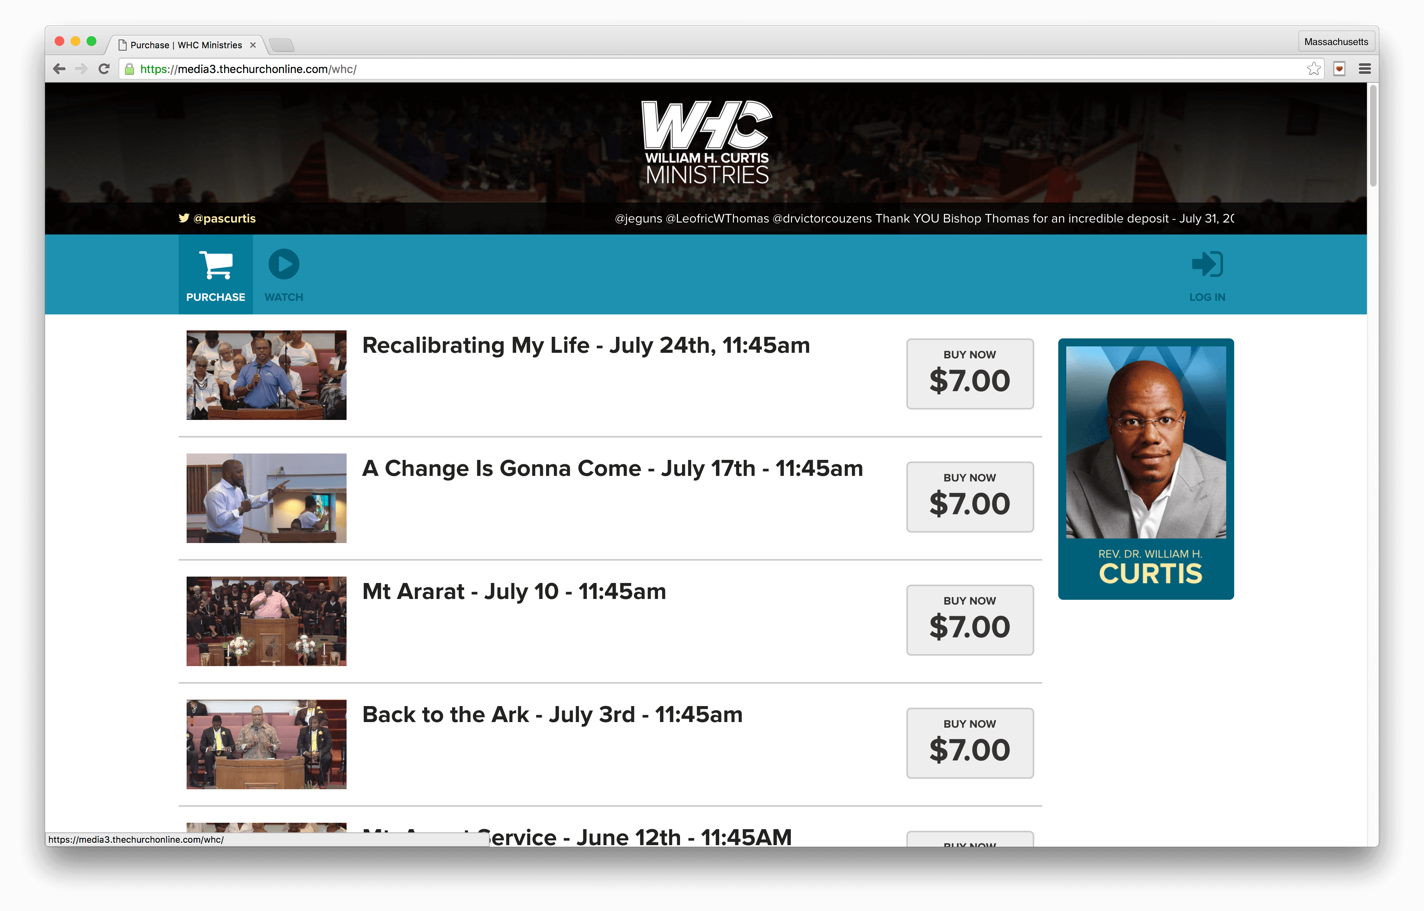 Purchase | WHC Ministries
Massachusetts
https://media3.thechurchonline.com/whc/
WHC
WILLIAM H. CURTIS
MINISTRIES
@pascurtis
@jeguns @LeofricWThomas @drvictorcouzens Thank YOU Bishop Thomas for an incredible deposit - July 31, 20
PURCHASE
WATCH
LOG IN
Recalibrating My Life - July 24th, 11:45am
BUY NOW
$7.00
A Change Is Gonna Come - July 17th - 11:45am
BUY NOW
$7.00
Mt Ararat - July 10 - 11:45am
BUY NOW
$7.00
Back to the Ark - July 3rd - 11:45am
BUY NOW
$7.00
REV. DR. WILLIAM H.
CURTIS
Service - June 12th - 11:45AM
BUY NOW
https://media3.thechurchonline.com/whc/